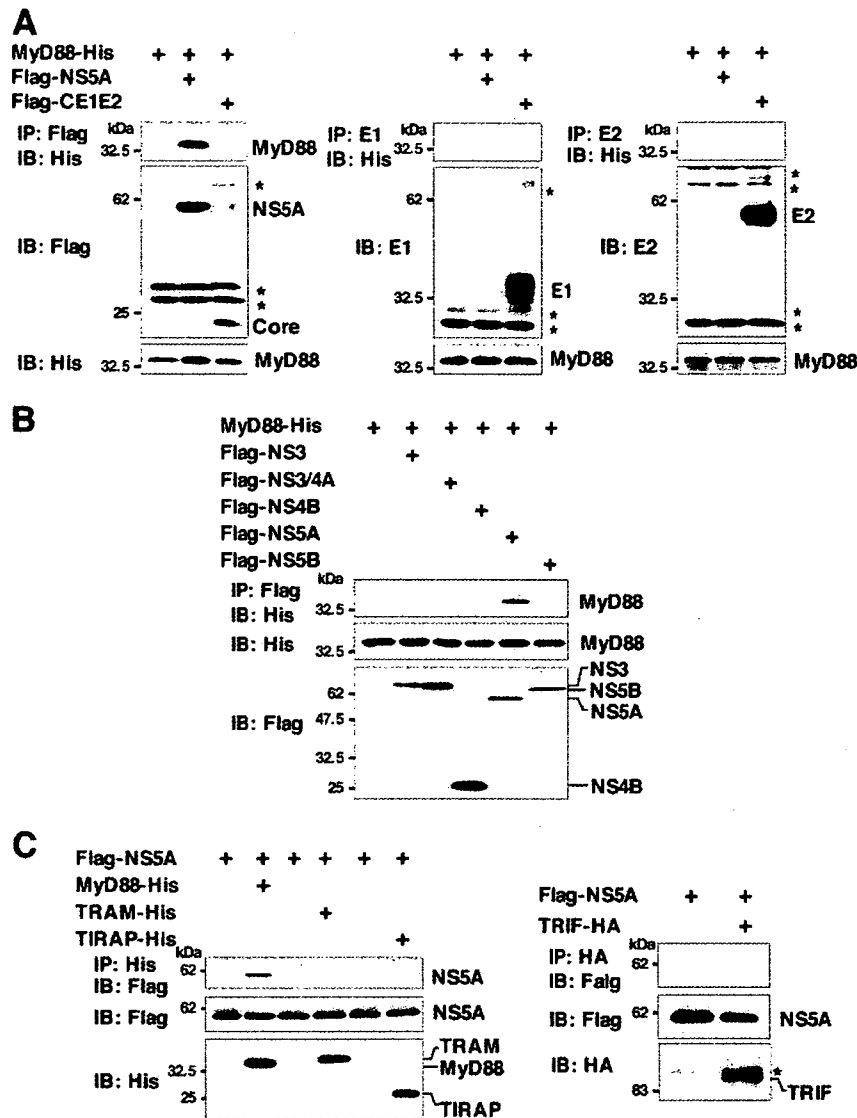 A
MyD88-His + + +
Flag-NS5A +
Flag-CE1E2 +
IP: Flag
IB: His
kDa
32.5
MyD88
62
*
NS5A
IB: Flag
*
*
25
Core
IB: His
32.5
MyD88
+ + +
+
+
IP: E1
IB: His
kDa
32.5
*
62
IB: E1
32.5
E1
*
*
32.5
MyD88
+ + +
+
+
IP: E2
IB: His
kDa
32.5
*
*
62
E2
IB: E2
32.5
*
*
32.5
MyD88
B
MyD88-His + + + + + +
Flag-NS3 +
Flag-NS3/4A +
Flag-NS4B +
Flag-NS5A +
Flag-NS5B +
IP: Flag
IB: His
kDa
32.5
MyD88
IB: His
32.5
MyD88
IB: Flag
62
47.5
32.5
25
NS3
NS5B
NS5A
NS4B
C
Flag-NS5A + + + + + +
MyD88-His +
TRAM-His +
TIRAP-His +
IP: His
IB: Flag
kDa
62
NS5A
IB: Flag
62
NS5A
IB: His
32.5
25
TRAM
MyD88
TIRAP
Flag-NS5A + +
TRIF-HA +
IP: HA
IB: Falg
kDa
62
IB: Flag
62
NS5A
IB: HA
83
*
TRIF